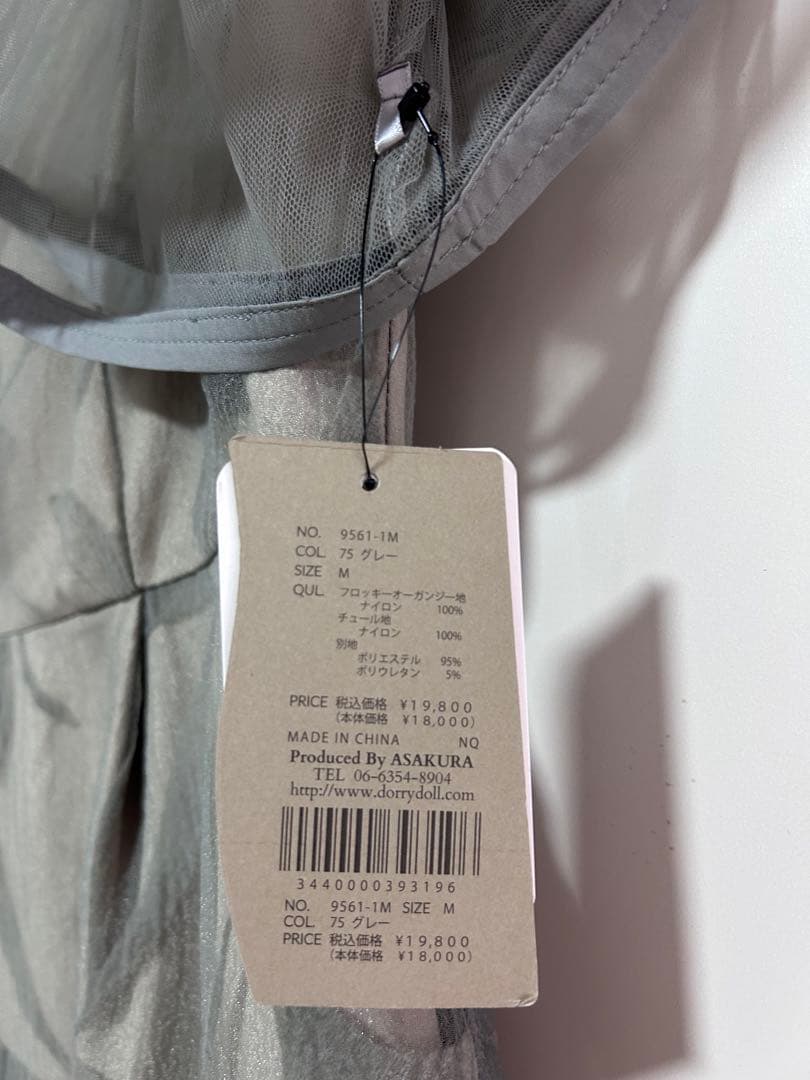 NO. 9561-1M
COL. 75 グレー
SIZE M
QUL. フロッキーオーガンジー地
ナイロン 100%
チュール地
ナイロン 100%
別地
ポリエステル 95%
ポリウレタン 5%
PRICE 税込価格 ¥19,800
(本体価格 ¥18,000)
MADE IN CHINA NQ
Produced By ASAKURA
TEL 06-6354-8904
http://www.dorrydoll.com
3440000393196
NO. 9561-1M SIZE M
COL. 75 グレー
PRICE 税込価格 ¥19,800
(本体価格 ¥18,000)